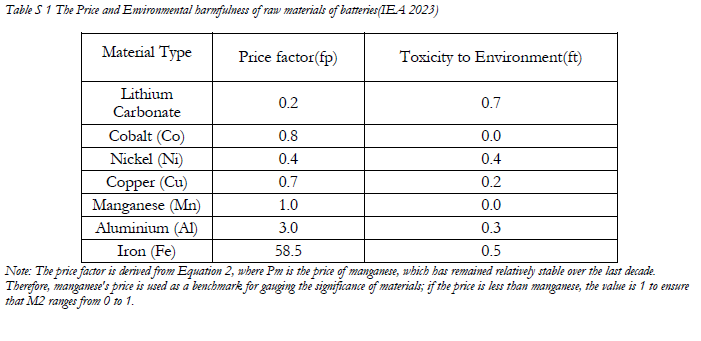 Table S 1 The Price and Environmental harmfulness of raw materials of batteries(IEA 2023)
Material Type Price factor(fp) Toxicity to Environment(ft)
Lithium
Carbonate 0.2 0.7
Cobalt (Co) 0.8 0.0
Nickel (Ni) 0.4 0.4
Copper (Cu) 0.7 0.2
Manganese (Mn) 1.0 0.0
Aluminium (Al) 3.0 0.3
Iron (Fe) 58.5 0.5
Note: The price factor is derived from Equation 2, where Pm is the price of manganese, which has remained relatively stable over the last decade.
Therefore, manganese's price is used as a benchmark for gauging the significance of materials; if the price is less than manganese, the value is 1 to ensure
that M2 ranges from 0 to 1.